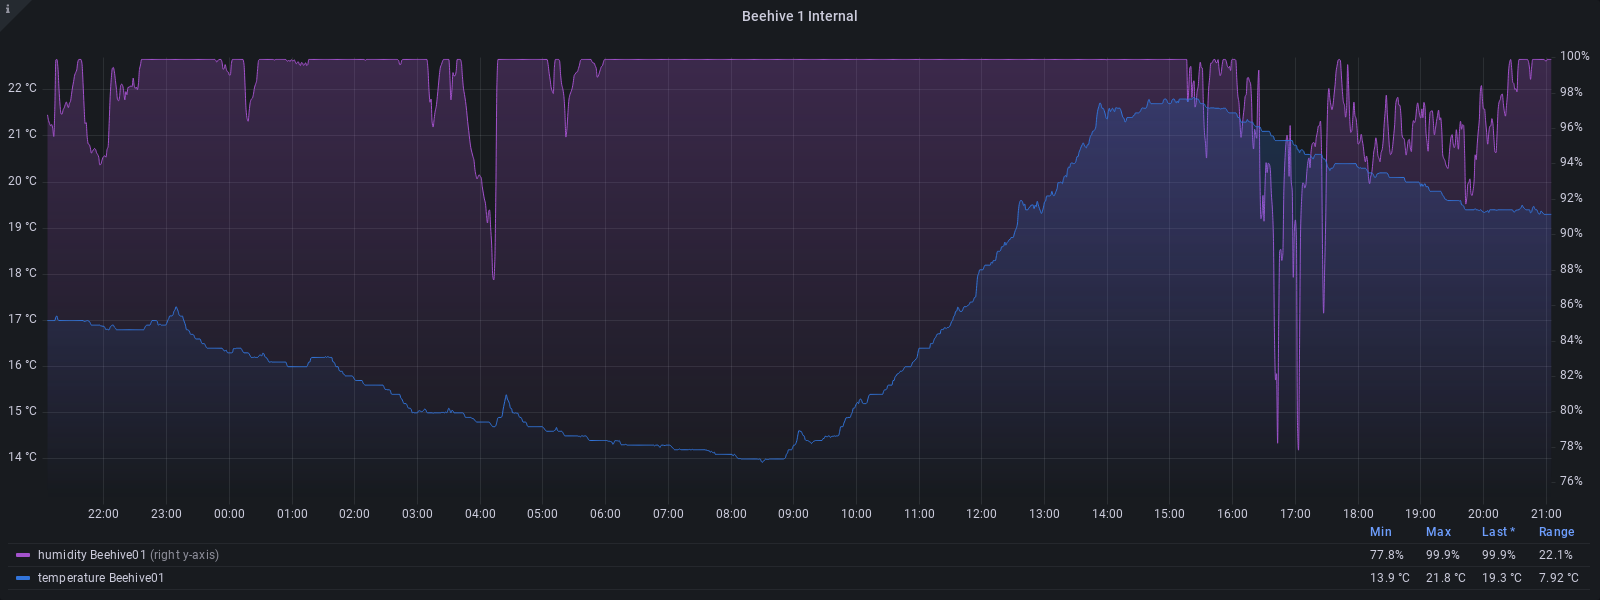 i
Beehive 1 Internal
22 °C
21 °C
20 °C
19 °C
18 °C
17 °C
16 °C
15 °C
14 °C
100%
98%
96%
94%
92%
90%
88%
86%
84%
82%
80%
78%
76%
22:00 23:00 00:00 01:00 02:00 03:00 04:00 05:00 06:00 07:00 08:00 09:00 10:00 11:00 12:00 13:00 14:00 15:00 16:00 17:00 18:00 19:00 20:00 21:00
Min Max Last * Range
humidity Beehive01 (right y-axis) 77.8% 99.9% 99.9% 22.1%
temperature Beehive01 13.9 °C 21.8 °C 19.3 °C 7.92 °C